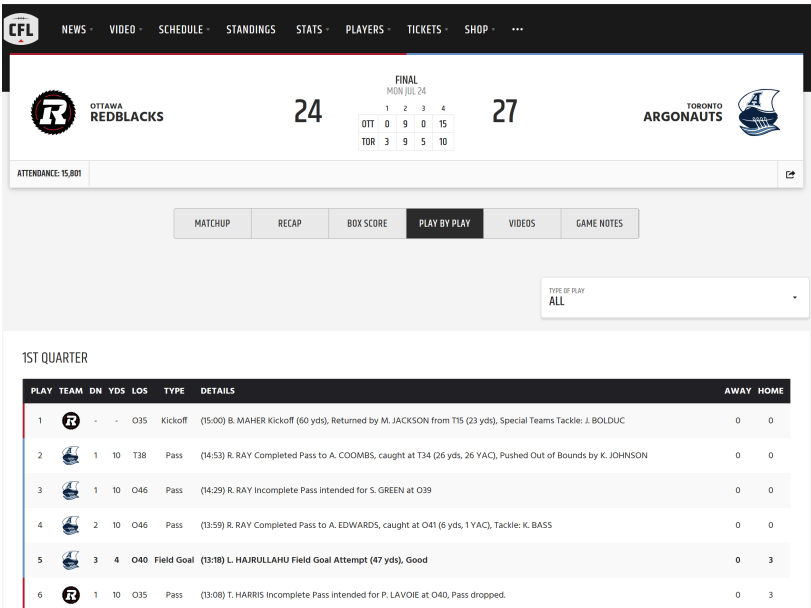 CFL NEWS VIDEO SCHEDULE STANDINGS STATS PLAYERS TICKETS SHOP ...
FINAL
MON JUL 24
OTTAWA
REDBLACKS
24
1 2 3 4
OTT 0 9 0 15
TOR 3 9 5 10
27
TORONTO
ARGONAUTS
ATTENDANCE: 15,801
MATCHUP RECAP BOX SCORE PLAY BY PLAY VIDEOS GAME NOTES
TYPE OF PLAY
ALL
1ST QUARTER
PLAY TEAM DN YDS LOS TYPE DETAILS AWAY HOME
1 R - - O35 Kickoff (15:00) B. MAHER Kickoff (60 yds), Returned by M. JACKSON from T15 (23 yds), Special Teams Tackle: J. BOLDUC 0 0
2 1 10 T38 Pass (14:53) R. RAY Completed Pass to A. COOMBS, caught at T34 (26 yds, 26 YAC), Pushed Out of Bounds by K. JOHNSON 0 0
3 1 10 O46 Pass (14:29) R. RAY Incomplete Pass intended for S. GREEN at O39 0 0
4 2 10 O46 Pass (13:59) R. RAY Completed Pass to A. EDWARDS, caught at O41 (6 yds, 1 YAC), Tackle: K. BASS 0 0
5 3 4 O40 Field Goal (13:18) L. HAJRULLAHU Field Goal Attempt (47 yds), Good 0 3
6 R 1 10 O35 Pass (13:08) T. HARRIS Incomplete Pass intended for P. LAVOIE at O40, Pass dropped. 0 3